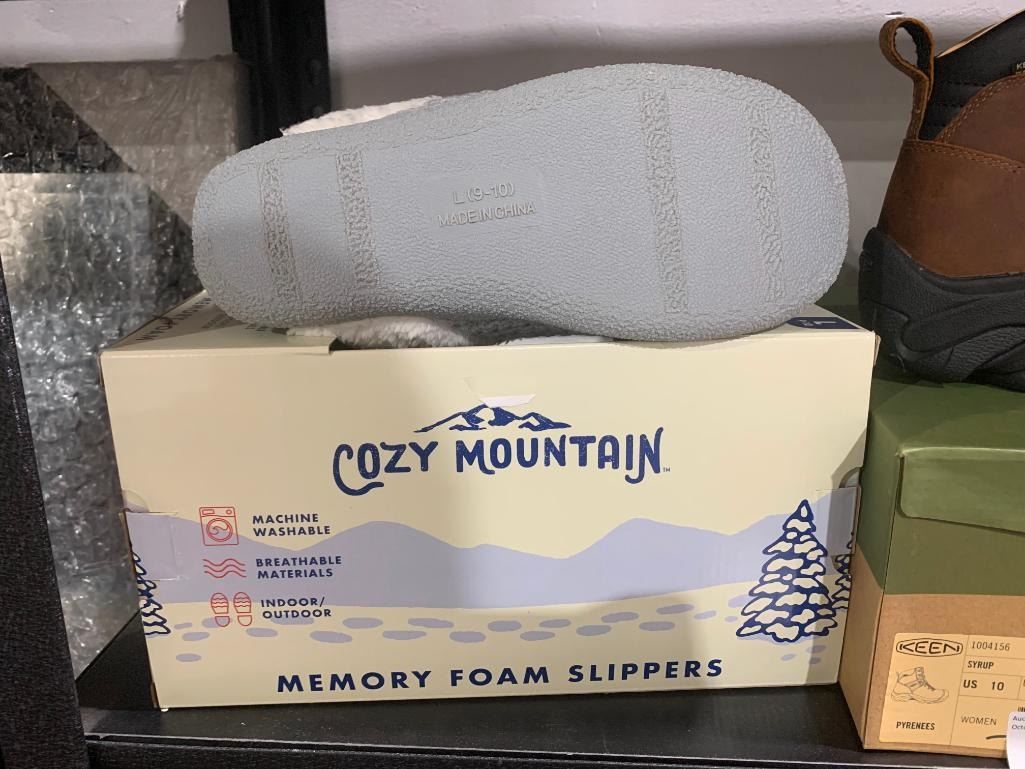 L (9-10)
MADE IN CHINA
COZY MOUNTAIN
MACHINE
WASHABLE
BREATHABLE
MATERIALS
INDOOR/
OUTDOOR
MEMORY FOAM SLIPPERS
KEEN
1004156
SYRUP
US 10
PYRENEES
WOMEN